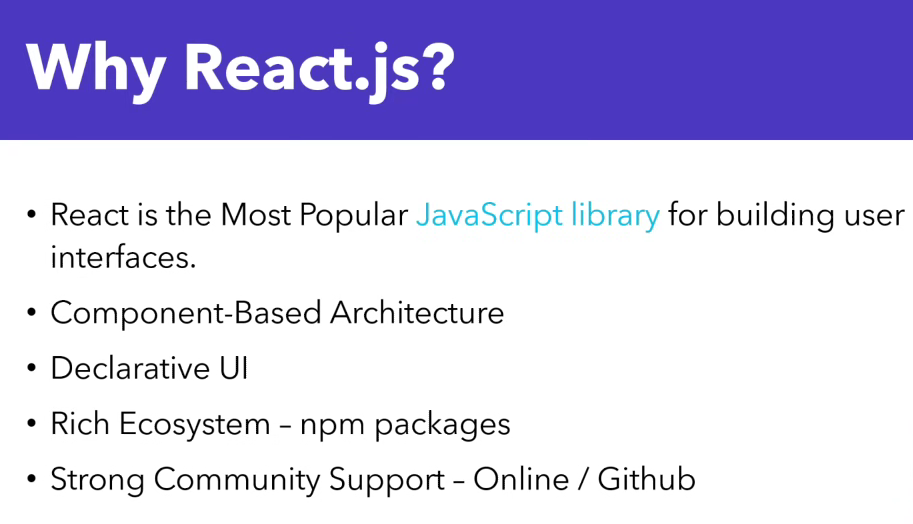 Why React.js?
• React is the Most Popular JavaScript library for building user
interfaces.
• Component-Based Architecture
• Declarative UI
• Rich Ecosystem – npm packages
• Strong Community Support – Online / Github